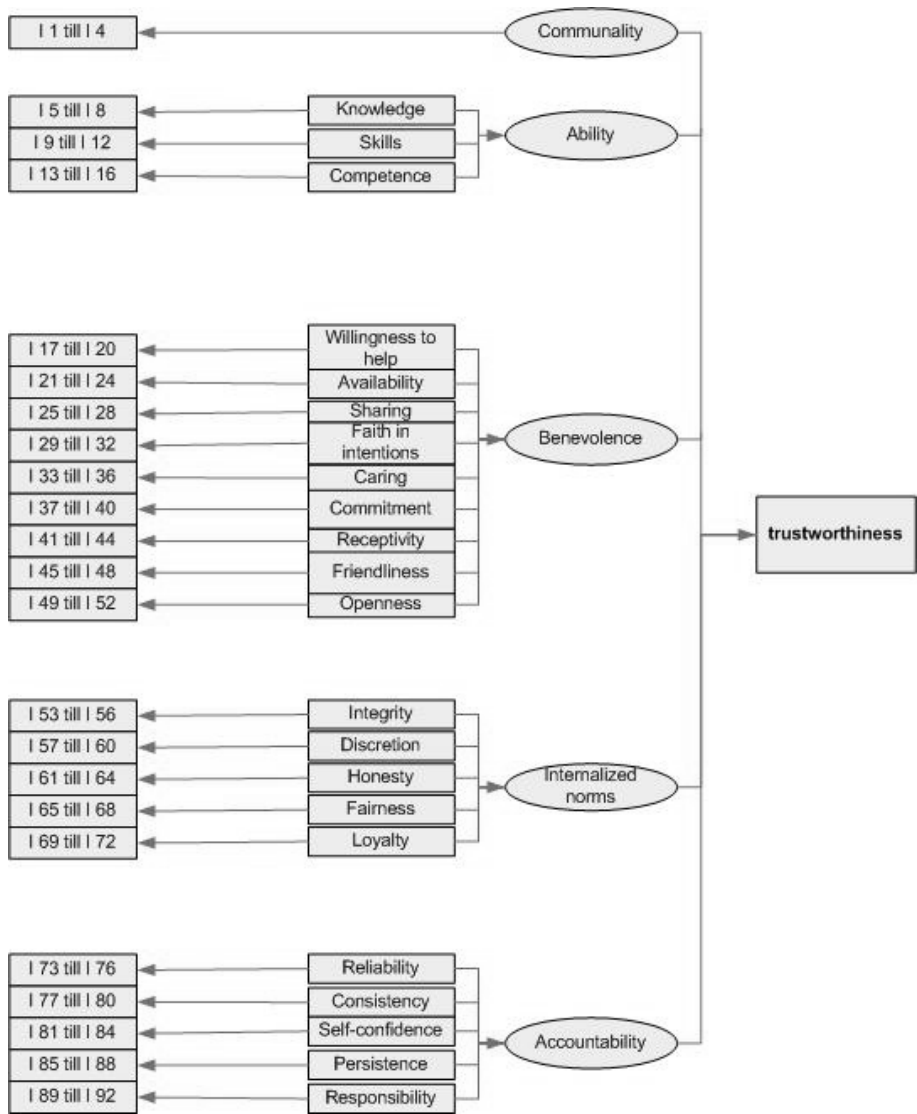 I 1 till I 4
Communality
I 5 till I 8
Knowledge
I 9 till I 12
Skills
Ability
I 13 till I 16
Competence
I 17 till I 20
Willingness to
help
I 21 till I 24
Availability
I 25 till I 28
Sharing
I 29 till I 32
Faith in
intentions
Benevolence
I 33 till I 36
Caring
I 37 till I 40
Commitment
I 41 till I 44
Receptivity
I 45 till I 48
Friendliness
I 49 till I 52
Openness
trustworthiness
I 53 till I 56
Integrity
I 57 till I 60
Discretion
I 61 till I 64
Honesty
Internalized
norms
I 65 till I 68
Fairness
I 69 till I 72
Loyalty
I 73 till I 76
Reliability
I 77 till I 80
Consistency
I 81 till I 84
Self-confidence
Accountability
I 85 till I 88
Persistence
I 89 till I 92
Responsibility